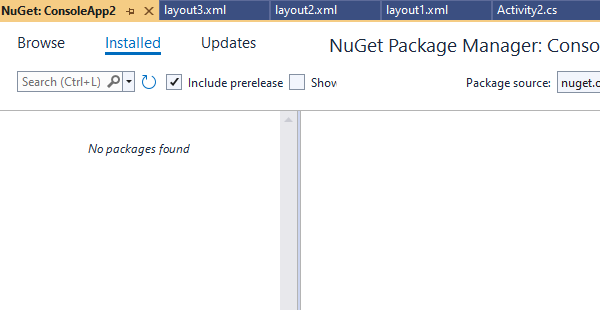 NuGet: ConsoleApp2 layout3.xml layout2.xml layout1.xml Activity2.cs
Browse Installed Updates NuGet Package Manager: Conso
Search (Ctrl+L) Include prerelease Show Package source: nuget.o
No packages found